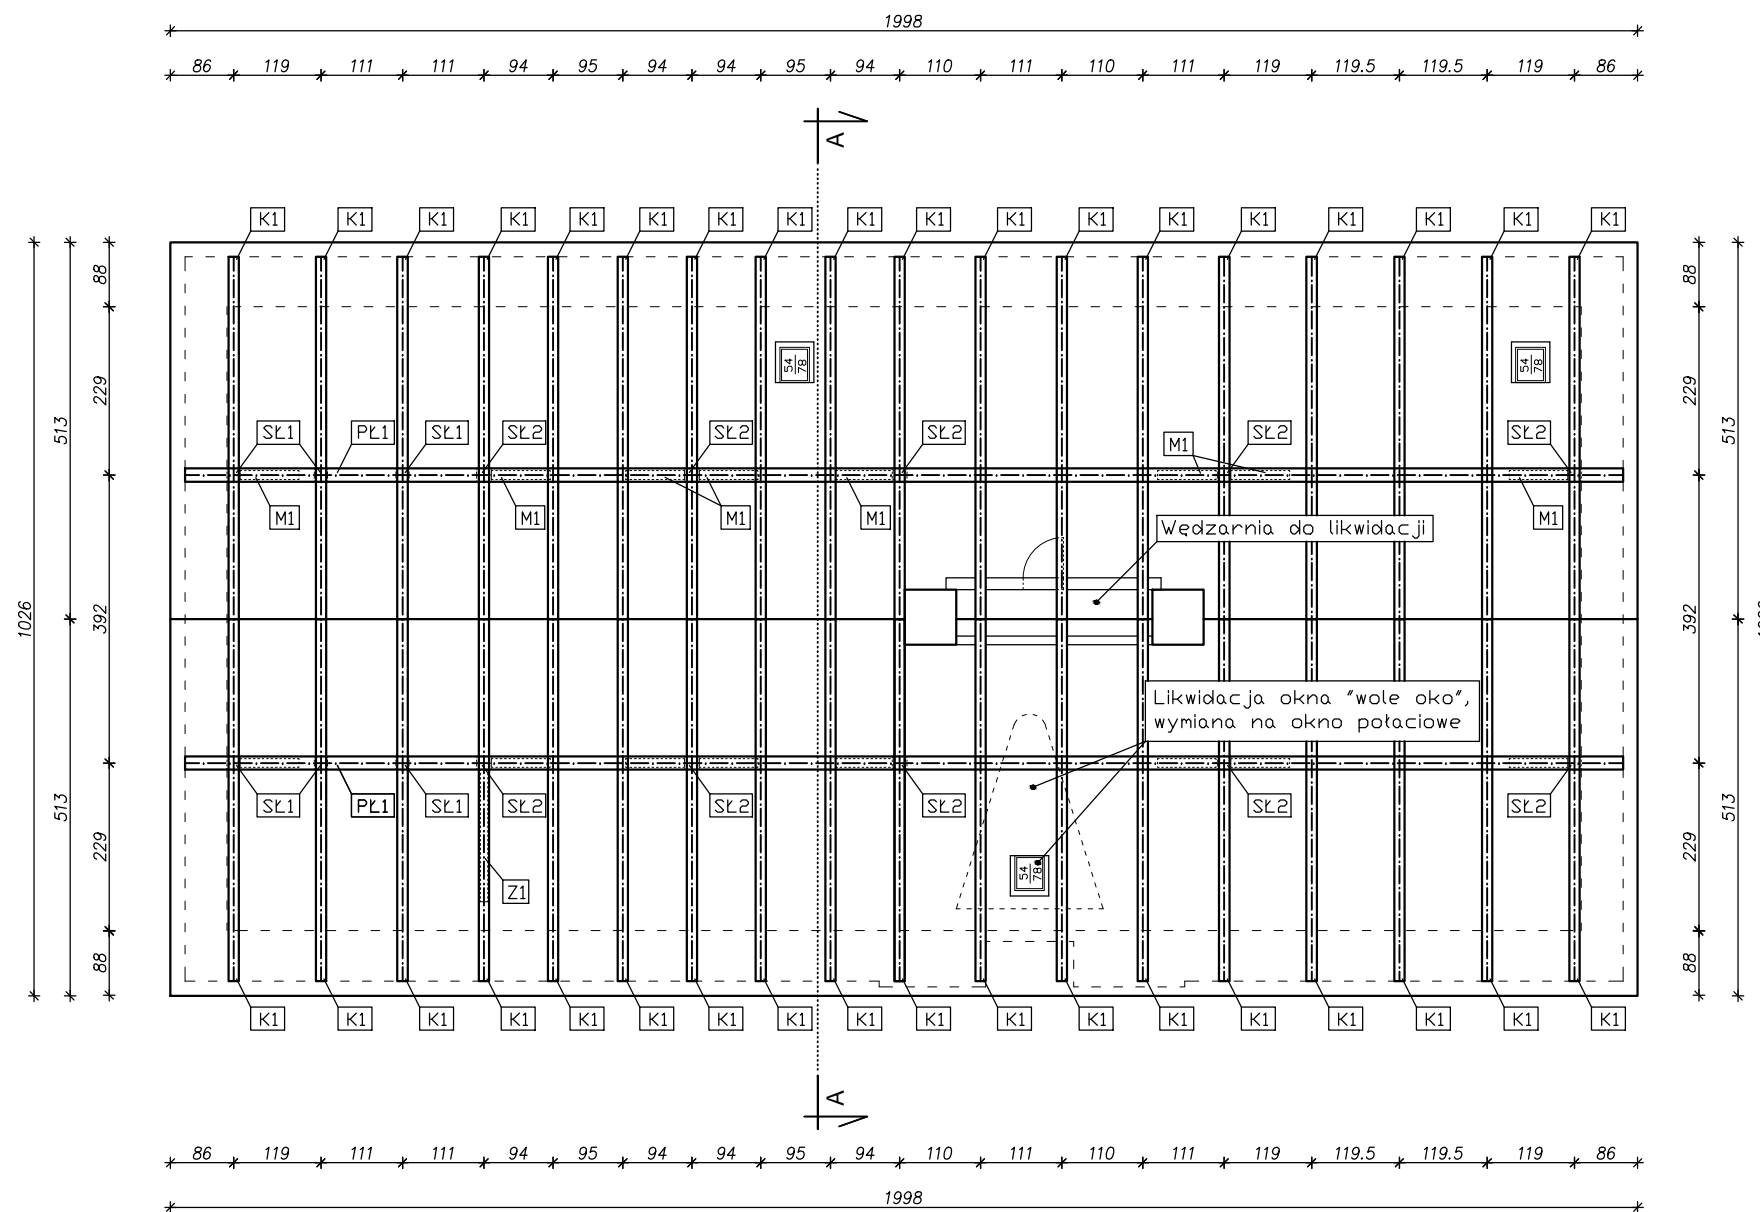 1998
86 119 111 111 94 95 94 94 95 94 110 111 110 111 119 119.5 119.5 119 86
A
K1 K1 K1 K1 K1 K1 K1 K1 K1 K1 K1 K1 K1 K1 K1 K1 K1 K1
88 88
54 78 54 78
229 229
513 513
SŁ1 PŁ1 SŁ1 SŁ2 SŁ2 SŁ2 M1 SŁ2 SŁ2
M1 M1 M1 M1 M1
Wędzarnia do likwidacji
1026 392 392
Likwidacja okna "wole oko",
wymiana na okno połaciowe
SŁ1 PŁ1 SŁ1 SŁ2 SŁ2 SŁ2 SŁ2 SŁ2
513 513
229 229
54 78
Z1
88 88
K1 K1 K1 K1 K1 K1 K1 K1 K1 K1 K1 K1 K1 K1 K1 K1 K1 K1
A
86 119 111 111 94 95 94 94 95 94 110 111 110 111 119 119.5 119.5 119 86
1998